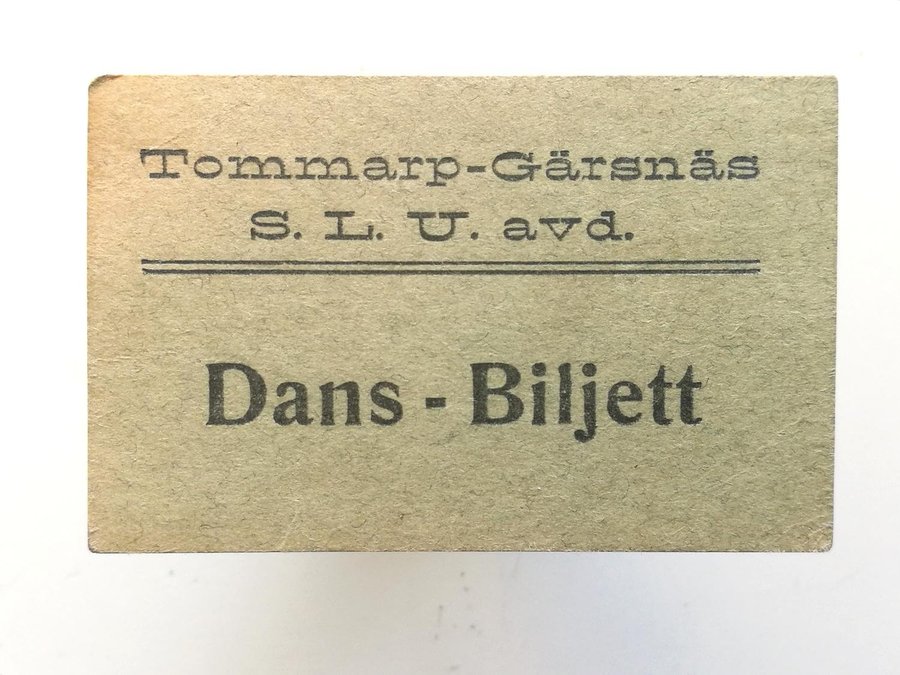 Tommarp-Gärsnäs
S. L. U. avd.
Dans - Biljett